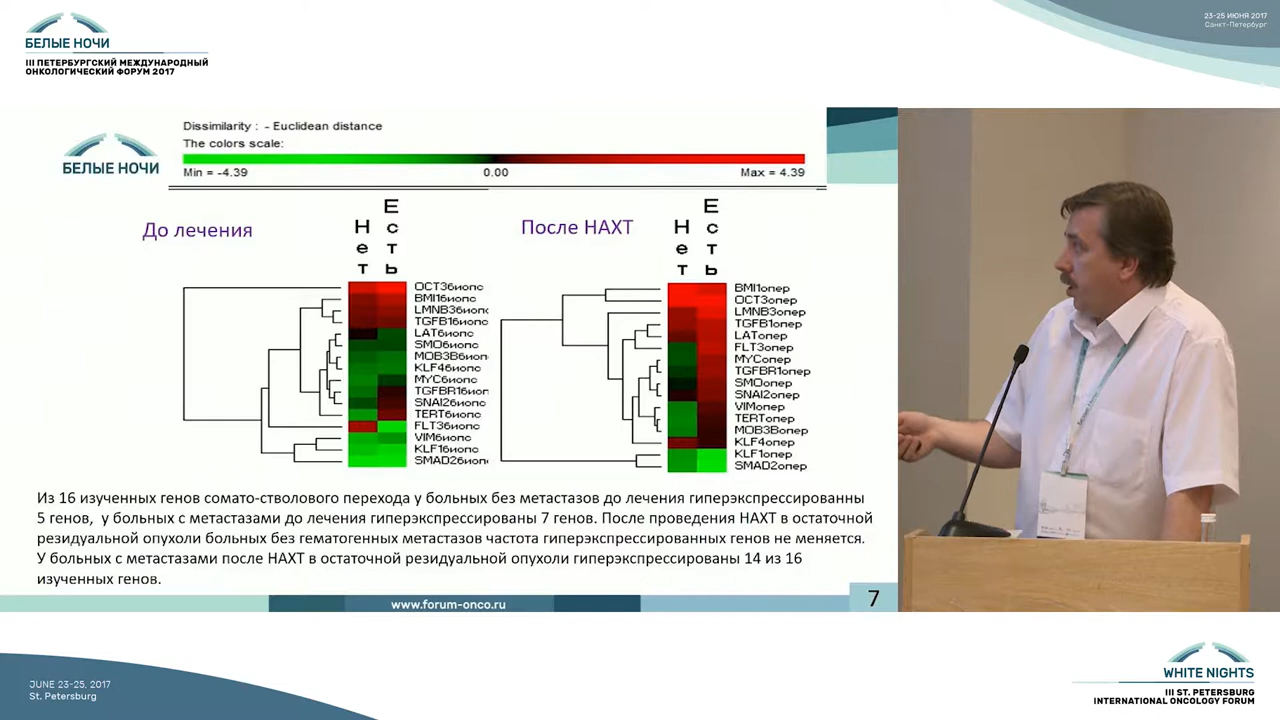 БЕЛЫЕ НОЧИ
III ПЕТЕРБУРГСКИЙ МЕЖДУНАРОДНЫЙ
ОНКОЛОГИЧЕСКИЙ ФОРУМ 2017
23-25 ИЮНЯ 2017
Санкт-Петербург
БЕЛЫЕ НОЧИ
Dissimilarity : - Euclidean distance
The colors scale:
Min = -4.39 0.00 Max = 4.39
До лечения
Нет
Есть
OCT3биопс
BMI1биопс
LMNB3биопс
TGFB1биопс
LATбиопс
SMOбиопс
MOB3Bбиоп
KLF4биопс
MYCбиопс
TGFBR1биоп
SNAI2биопс
TERTбиопс
FLT3биопс
VIMбиопс
KLF1биопс
SMAD2биоп
После НАХТ
Нет
Есть
BMI1опер
OCT3опер
LMNB3опер
TGFB1опер
LATопер
FLT3опер
MYCопер
TGFBR1опер
SMOопер
SNAI2опер
VIMопер
TERTопер
MOB3Bопер
KLF4опер
KLF1опер
SMAD2опер
Из 16 изученных генов сомато-стволового перехода у больных без метастазов до лечения гиперэкспрессированны
5 генов, у больных с метастазами до лечения гиперэкспрессированы 7 генов. После проведения НАХТ в остаточной
резидуальной опухоли больных без гематгенных метастазов частота гиперэкспрессированных генов не меняется.
У больных с метастазами после НАХТ в остаточной резидуальной опухоли гиперэкспрессированы 14 из 16
изученных генов.
www.forum-onco.ru
7
JUNE 23-25, 2017
St. Petersburg
WHITE NIGHTS
III ST. PETERSBURG
INTERNATIONAL ONCOLOGY FORUM